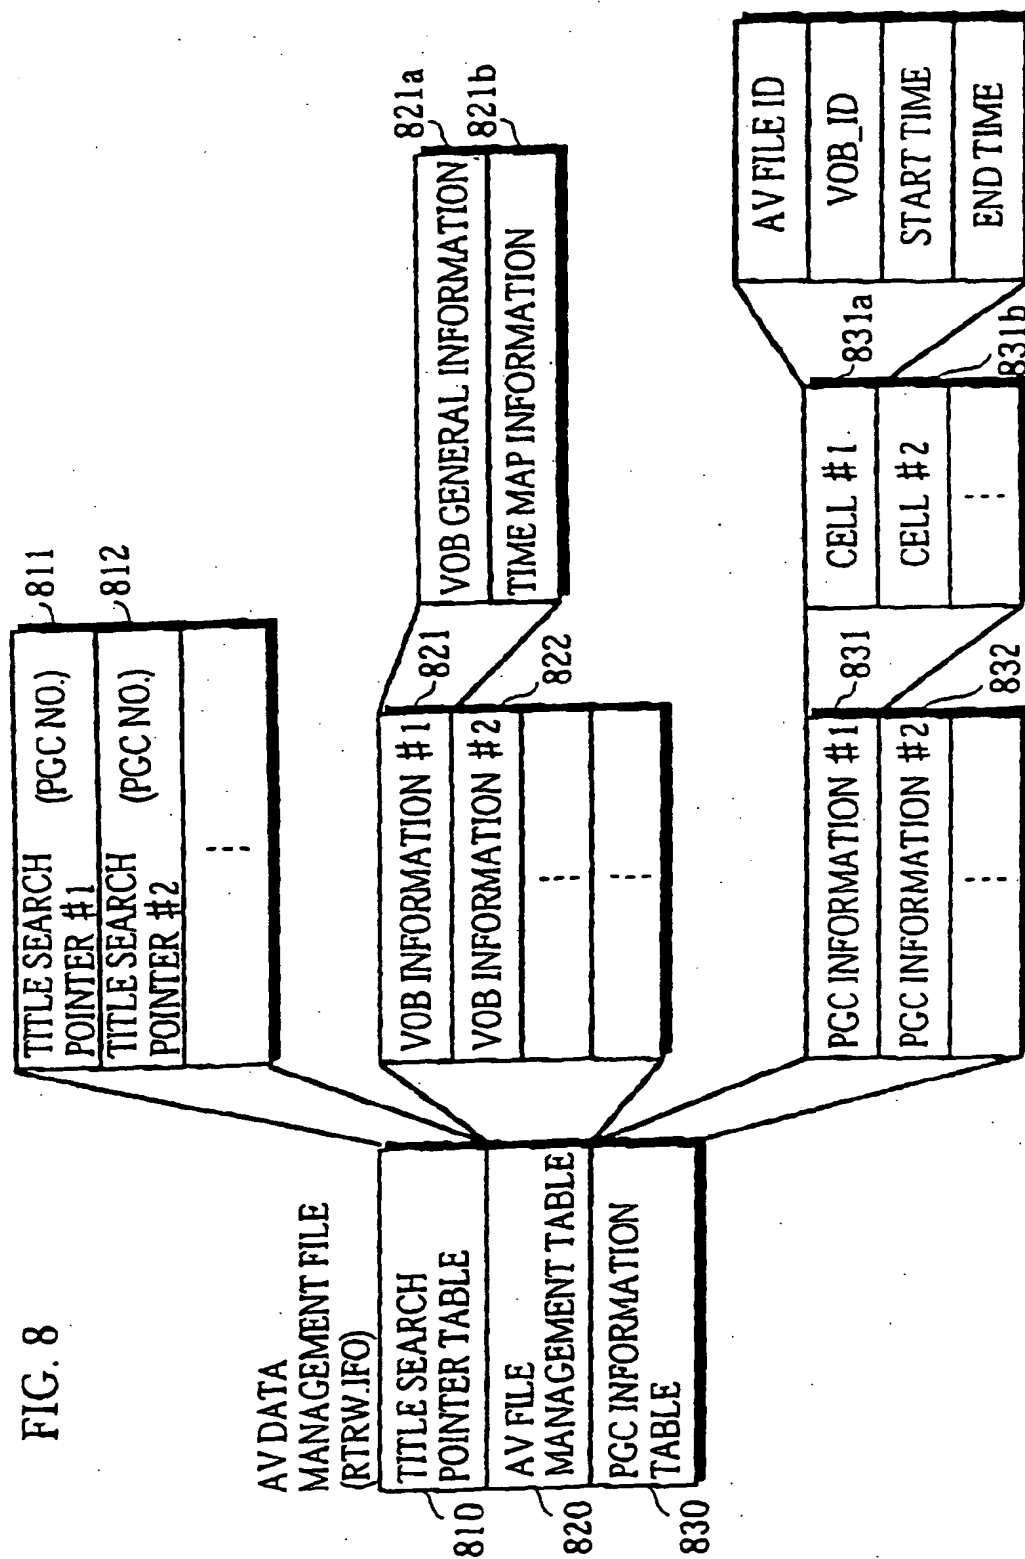 FIG. 8
AV DATA
MANAGEMENT FILE
(RTRW.IFO)
TITLE SEARCH
POINTER TABLE
810
AV FILE
MANAGEMENT TABLE
820
PGC INFORMATION
TABLE
830
TITLE SEARCH (PGC NO.)
POINTER #1
811
TITLE SEARCH (PGC NO.)
POINTER #2
812
VOB INFORMATION #1
821
VOB INFORMATION #2
822
VOB GENERAL INFORMATION
821a
TIME MAP INFORMATION
821b
PGC INFORMATION #1
831
PGC INFORMATION #2
832
CELL #1
831a
CELL #2
831b
AV FILE ID
VOB_ID
START TIME
END TIME